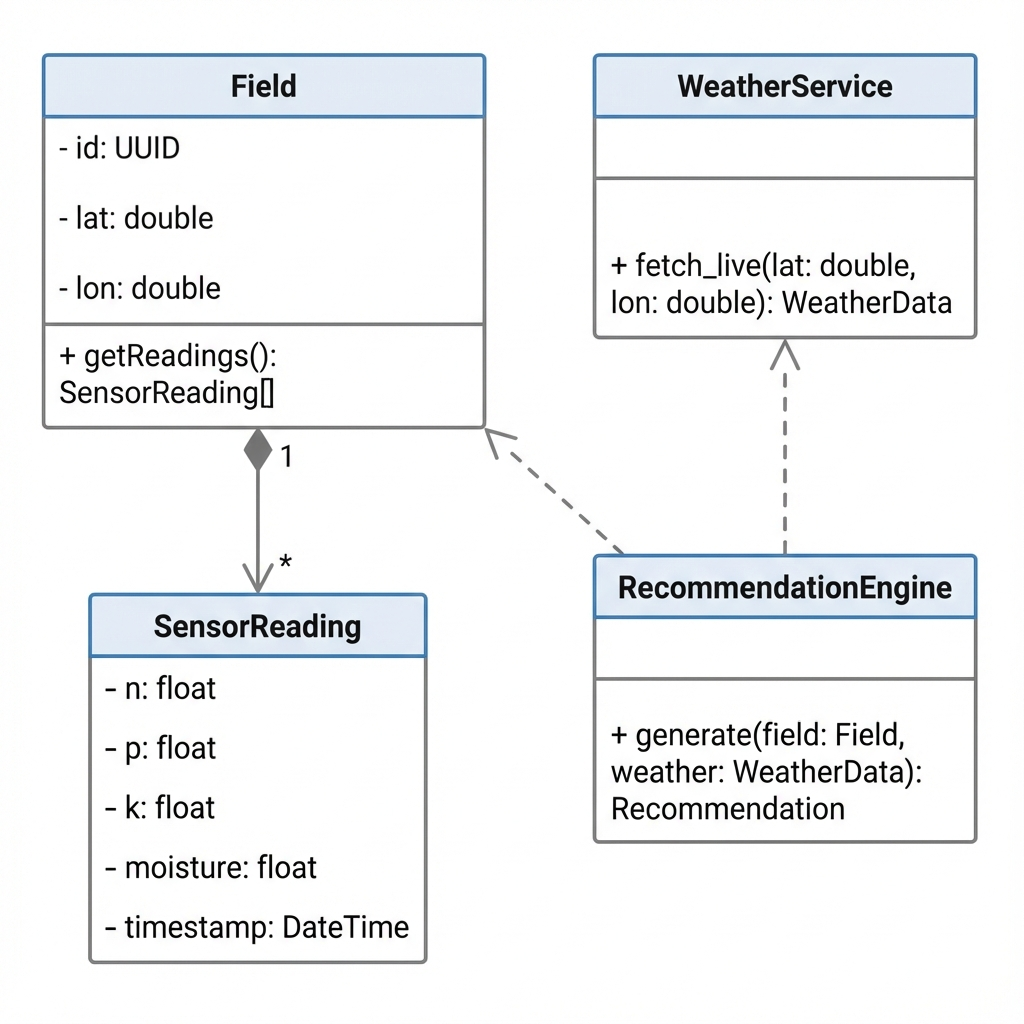 Field
- id: UUID
- lat: double
- lon: double
+ getReadings():
SensorReading[]
1
*
WeatherService
+ fetch_live(lat: double,
lon: double): WeatherData
SensorReading
- n: float
- p: float
- k: float
- moisture: float
- timestamp: DateTime
RecommendationEngine
+ generate(field: Field,
weather: WeatherData):
Recommendation